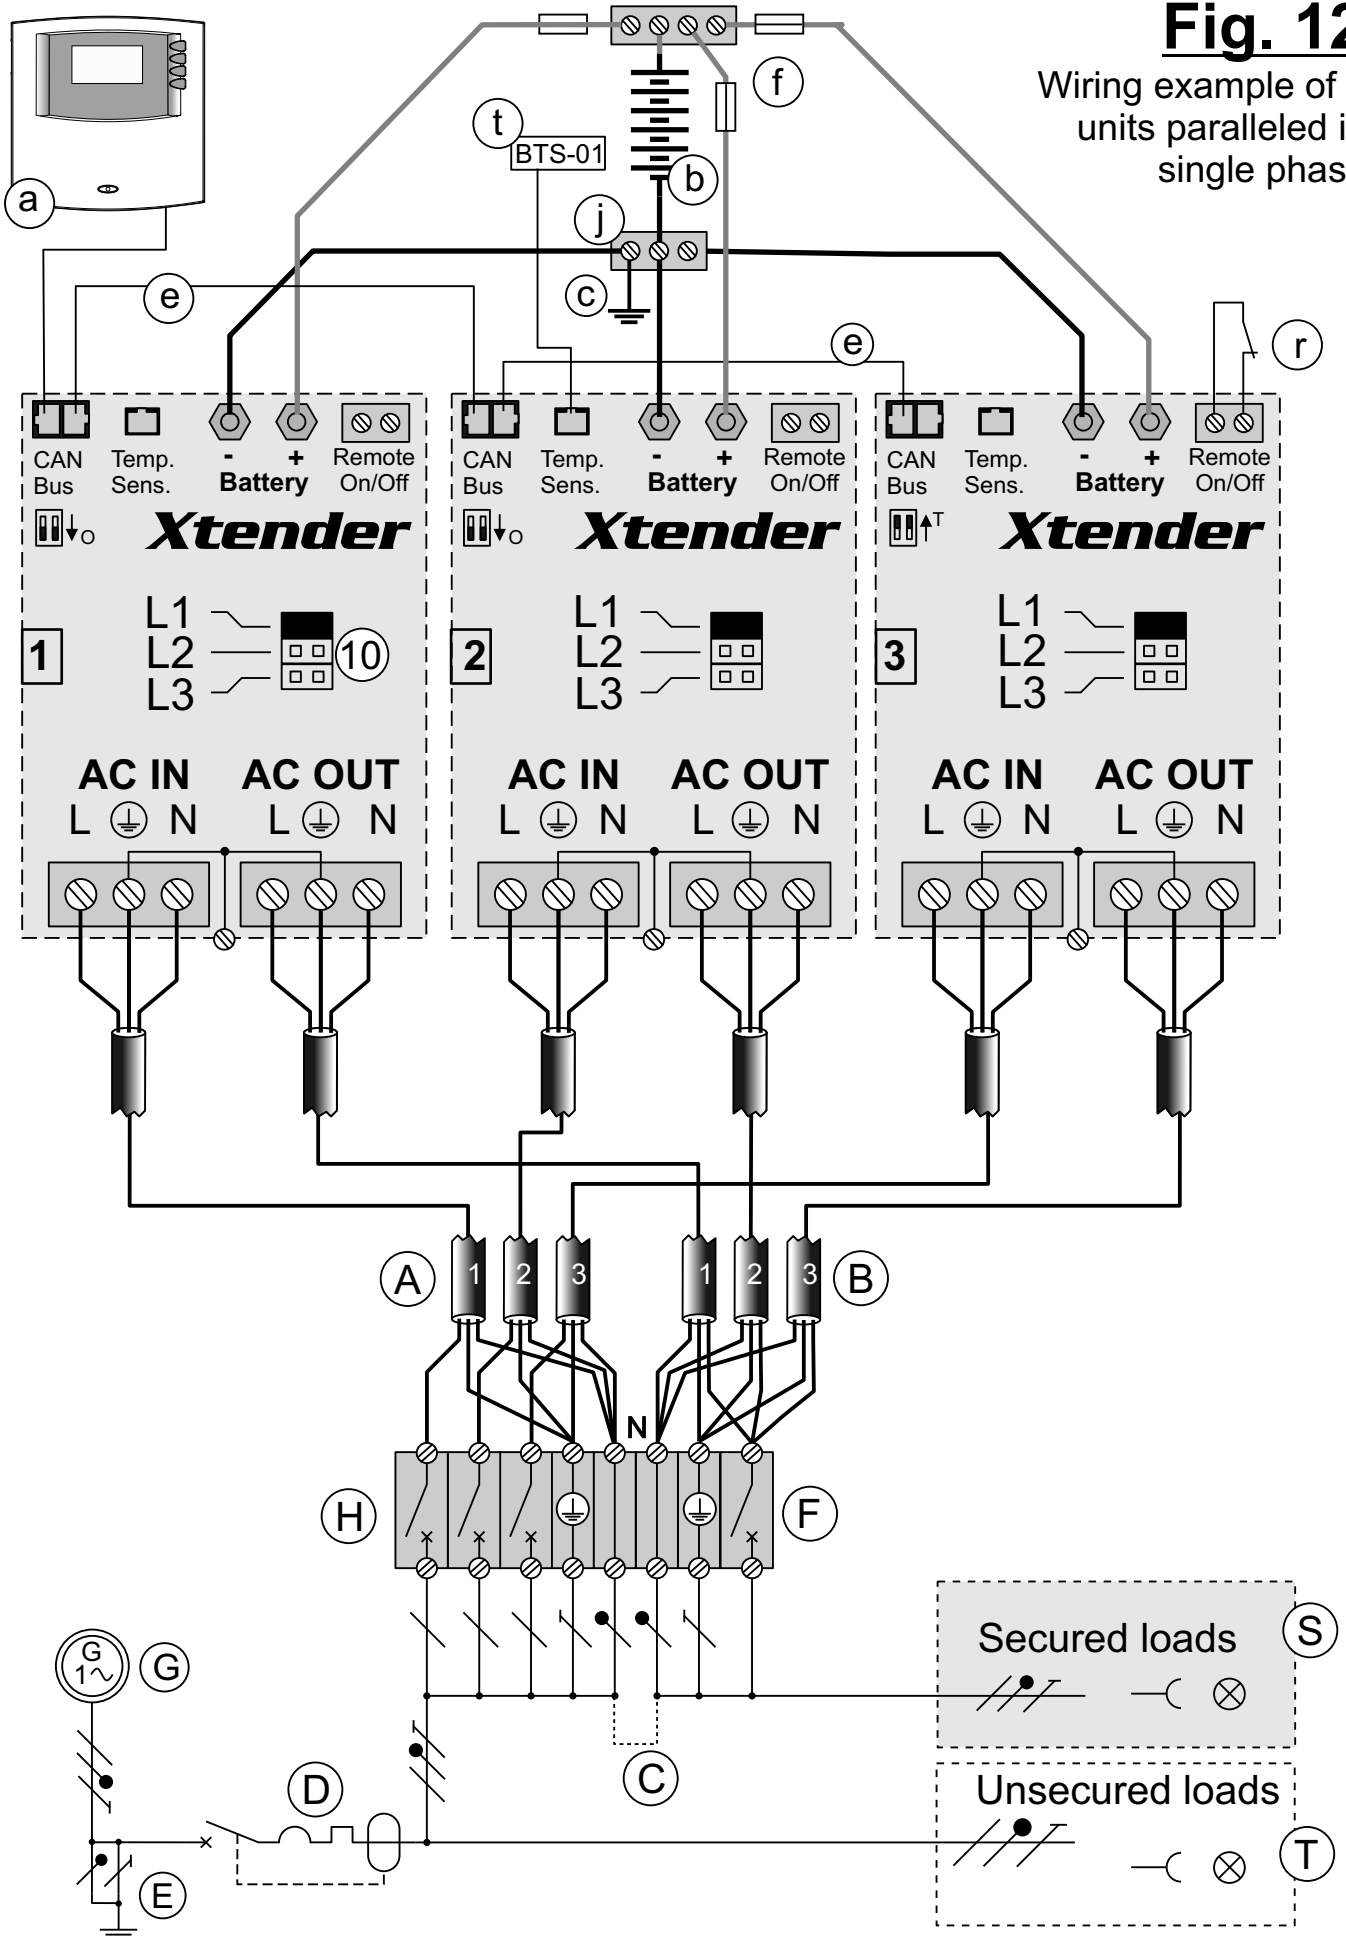 Fig. 12
Wiring example of
units paralleled i
single phas
f
t
BTS-01
b
a
j
c
e
e
r
CAN Bus
Temp. Sens.
- +
Battery
Remote On/Off
CAN Bus
Temp. Sens.
- +
Battery
Remote On/Off
CAN Bus
Temp. Sens.
- +
Battery
Remote On/Off
O
Xtender
O
Xtender
T
Xtender
L1
L2
L3
1
10
L1
L2
L3
2
L1
L2
L3
3
AC IN AC OUT
L N L N
AC IN AC OUT
L N L N
AC IN AC OUT
L N L N
A 1 2 3 1 2 3 B
N
H F
G
1
G
Secured loads
S
D
C
Unsecured loads
T
E